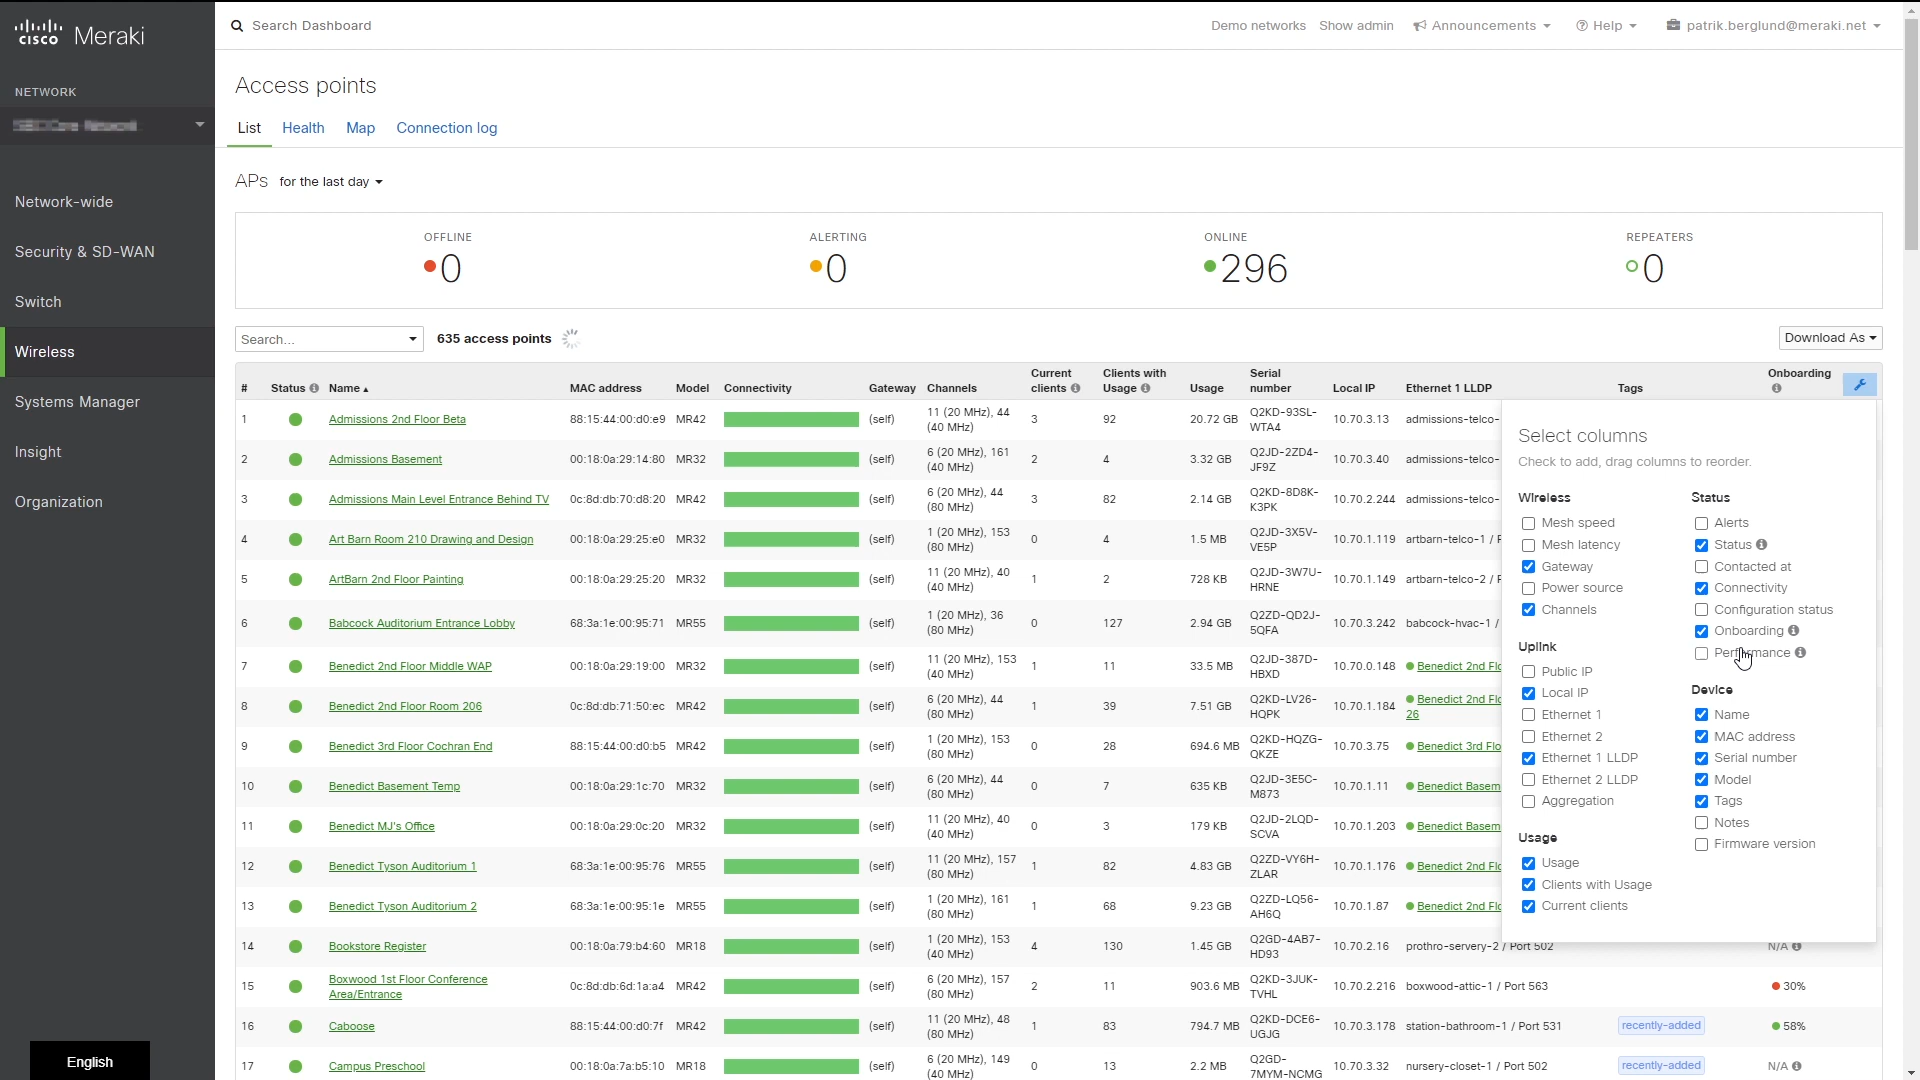 CISCO Meraki
Search Dashboard
Demo networks Show admin Announcements Help patrik.berglund@meraki.net
NETWORK
Network-wide
Security & SD-WAN
Switch
Wireless
Systems Manager
Insight
Organization
English
Access points
List Health Map Connection log
APs for the last day
OFFLINE ALERTING ONLINE REPEATERS
0 0 296 0
Search... 635 access points Download As
# Status Name MAC address Model Connectivity Gateway Channels Current clients Clients with Usage Usage Serial number Local IP Ethernet 1 LLDP Tags Onboarding
1 Admissions 2nd Floor Beta 88:15:44:00:d0:e9 MR42 (self) 11 (20 MHz), 44 (40 MHz) 3 92 20.72 GB Q2KD-93SL-WTA4 10.70.3.13 admissions-telco-
2 Admissions Basement 00:18:0a:29:14:80 MR32 (self) 6 (20 MHz), 161 (40 MHz) 2 4 3.32 GB Q2JD-2ZD4-JF9Z 10.70.3.40 admissions-telco-
3 Admissions Main Level Entrance Behind TV 0c:8d:db:70:d8:20 MR42 (self) 6 (20 MHz), 44 (80 MHz) 3 82 2.14 GB Q2KD-8D8K-K3PK 10.70.2.244 admissions-telco-
4 Art Barn Room 210 Drawing and Design 00:18:0a:29:25:e0 MR32 (self) 1 (20 MHz), 153 (80 MHz) 0 4 1.5 MB Q2JD-3X5V-VE5P 10.70.1.119 artbarn-telco-1 / F
5 ArtBarn 2nd Floor Painting 00:18:0a:29:25:20 MR32 (self) 11 (20 MHz), 40 (40 MHz) 1 2 728 KB Q2JD-3W7U-HRNE 10.70.1.149 artbarn-telco-2 / F
6 Babcock Auditorium Entrance Lobby 68:3a:1e:00:95:71 MR55 (self) 1 (20 MHz), 36 (80 MHz) 0 127 2.94 GB Q2ZD-QD2J-5QFA 10.70.3.242 babcock-hvac-1 /
7 Benedict 2nd Floor Middle WAP 00:18:0a:29:19:00 MR32 (self) 11 (20 MHz), 153 (40 MHz) 1 11 33.5 MB Q2JD-387D-HBXD 10.70.0.148 Benedict 2nd Flo
8 Benedict 2nd Floor Room 206 0c:8d:db:71:50:ec MR42 (self) 6 (20 MHz), 44 (80 MHz) 1 39 7.51 GB Q2KD-LV26-HQPK 10.70.1.184 Benedict 2nd Flo 26
9 Benedict 3rd Floor Cochran End 88:15:44:00:d0:b5 MR42 (self) 1 (20 MHz), 153 (80 MHz) 0 28 694.6 MB Q2KD-HQZG-QKZE 10.70.3.75 Benedict 3rd Flo
10 Benedict Basement Temp 00:18:0a:29:1c:70 MR32 (self) 6 (20 MHz), 44 (80 MHz) 0 7 635 KB Q2JD-3E5C-M873 10.70.1.11 Benedict Basem
11 Benedict MJ's Office 00:18:0a:29:0c:20 MR32 (self) 11 (20 MHz), 40 (40 MHz) 0 3 179 KB Q2JD-2LQD-SCVA 10.70.1.203 Benedict Basem
12 Benedict Tyson Auditorium 1 68:3a:1e:00:95:76 MR55 (self) 11 (20 MHz), 157 (80 MHz) 1 82 4.83 GB Q2ZD-VY6H-ZLAR 10.70.1.176 Benedict 2nd Flo
13 Benedict Tyson Auditorium 2 68:3a:1e:00:95:1e MR55 (self) 1 (20 MHz), 161 (80 MHz) 1 68 9.23 GB Q2ZD-LQ56-AH6Q 10.70.1.87 Benedict 2nd Flo
14 Bookstore Register 00:18:0a:79:b4:60 MR18 (self) 1 (20 MHz), 153 (40 MHz) 4 130 1.45 GB Q2GD-4AB7-HD93 10.70.2.16 prothro-servery-2 / Port 502 N/A
15 Boxwood 1st Floor Conference Area/Entrance 0c:8d:db:6d:1a:a4 MR42 (self) 6 (20 MHz), 157 (80 MHz) 2 11 903.6 MB Q2KD-3JUK-TVHL 10.70.2.216 boxwood-attic-1 / Port 563 30%
16 Caboose 88:15:44:00:d0:7f MR42 (self) 11 (20 MHz), 48 (80 MHz) 1 83 794.7 MB Q2KD-DCE6-UGJG 10.70.3.178 station-bathroom-1 / Port 531 recently-added 58%
17 Campus Preschool 00:18:0a:7a:b5:10 MR18 (self) 6 (20 MHz), 149 (40 MHz) 0 13 2.2 MB Q2GD-7MYM-NCMG 10.70.3.32 nursery-closet-1 / Port 502 recently-added N/A
Select columns
Check to add, drag columns to reorder.
Wireless
Mesh speed
Mesh latency
Gateway
Power source
Channels
Uplink
Public IP
Local IP
Ethernet 1
Ethernet 2
Ethernet 1 LLDP
Ethernet 2 LLDP
Aggregation
Usage
Usage
Clients with Usage
Current clients
Status
Alerts
Status
Contacted at
Connectivity
Configuration status
Onboarding
Performance
Device
Name
MAC address
Serial number
Model
Tags
Notes
Firmware version